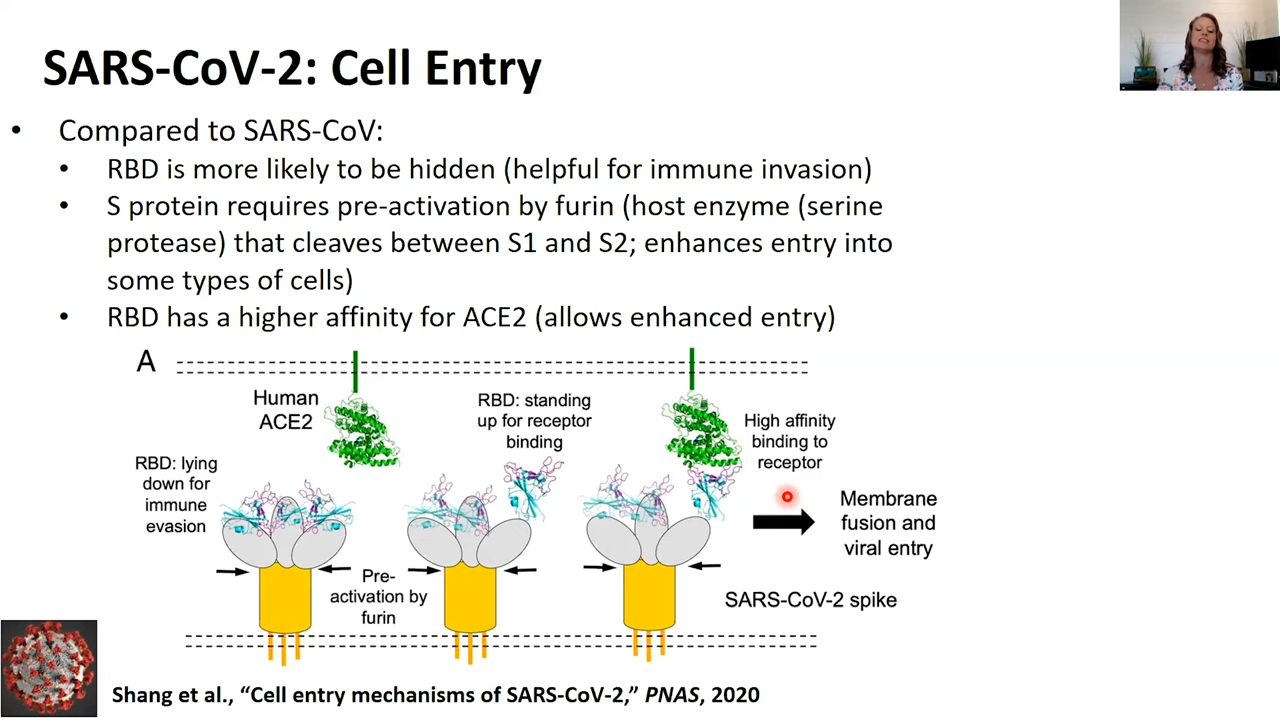 SARS-CoV-2: Cell Entry
• Compared to SARS-CoV:
• RBD is more likely to be hidden (helpful for immune invasion)
• S protein requires pre-activation by furin (host enzyme (serine
protease) that cleaves between S1 and S2; enhances entry into
some types of cells)
• RBD has a higher affinity for ACE2 (allows enhanced entry)
A
Human
ACE2
RBD: standing
up for receptor
binding
High affinity
binding to
receptor
RBD: lying
down for
immune
evasion
Membrane
fusion and
viral entry
Pre-
activation by
furin
SARS-CoV-2 spike
Shang et al., “Cell entry mechanisms of SARS-CoV-2,” PNAS, 2020